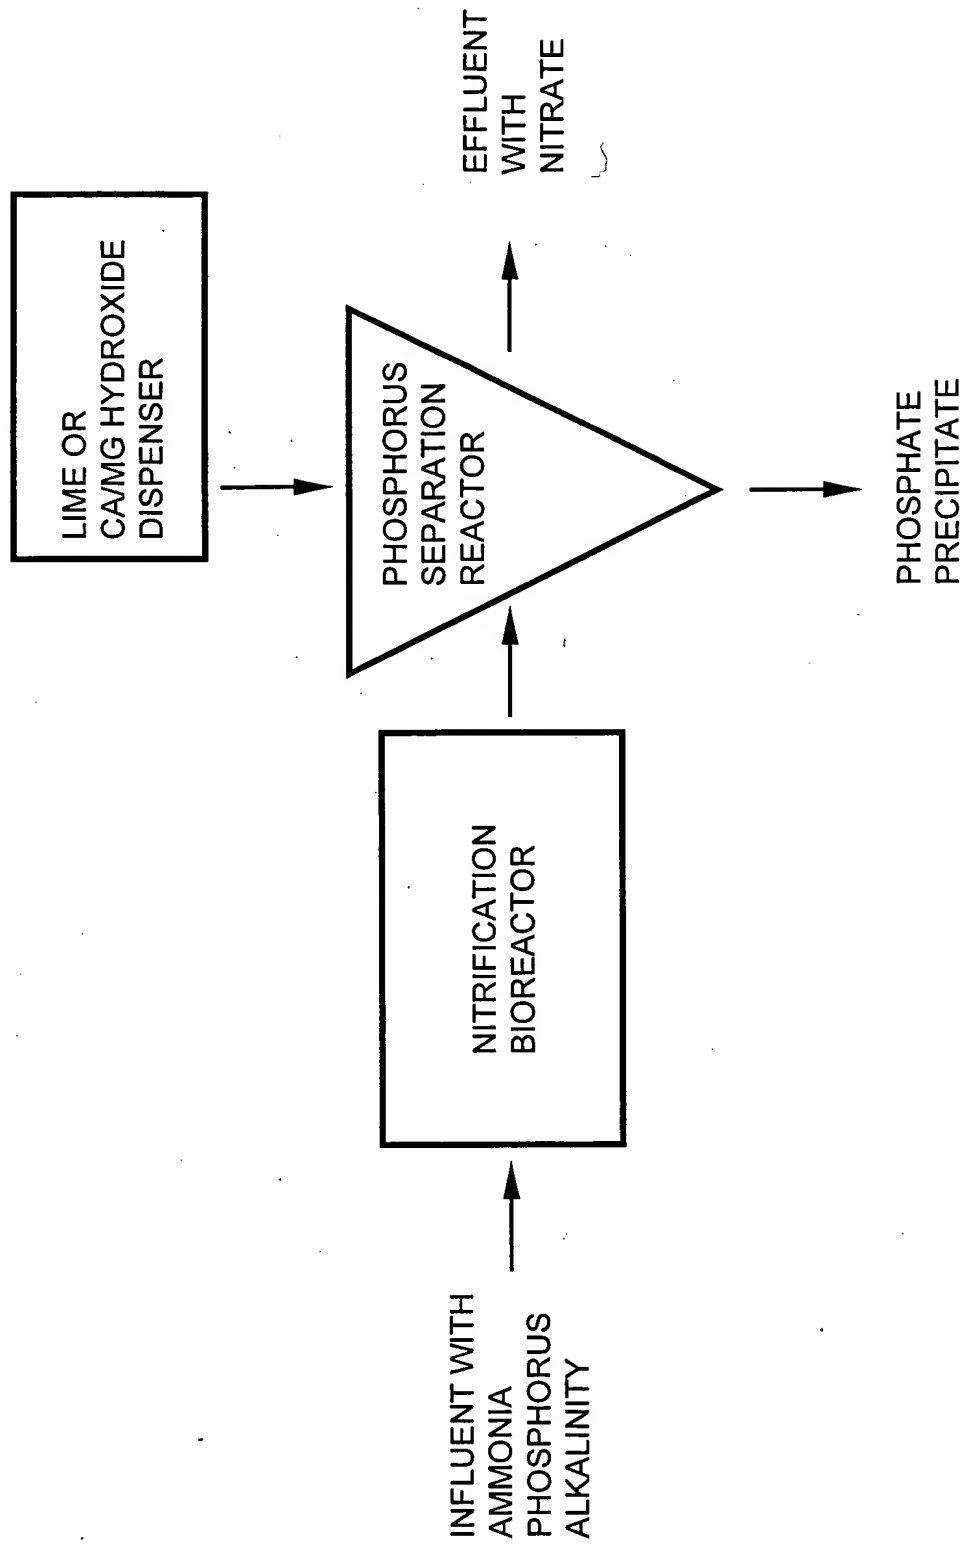 LIME OR
CA/MG HYDROXIDE
DISPENSER
INFLUENT WITH
AMMONIA
PHOSPHORUS
ALKALINITY
NITRIFICATION
BIOREACTOR
PHOSPHORUS
SEPARATION
REACTOR
EFFLUENT
WITH
NITRATE
PHOSPHATE
PRECIPITATE